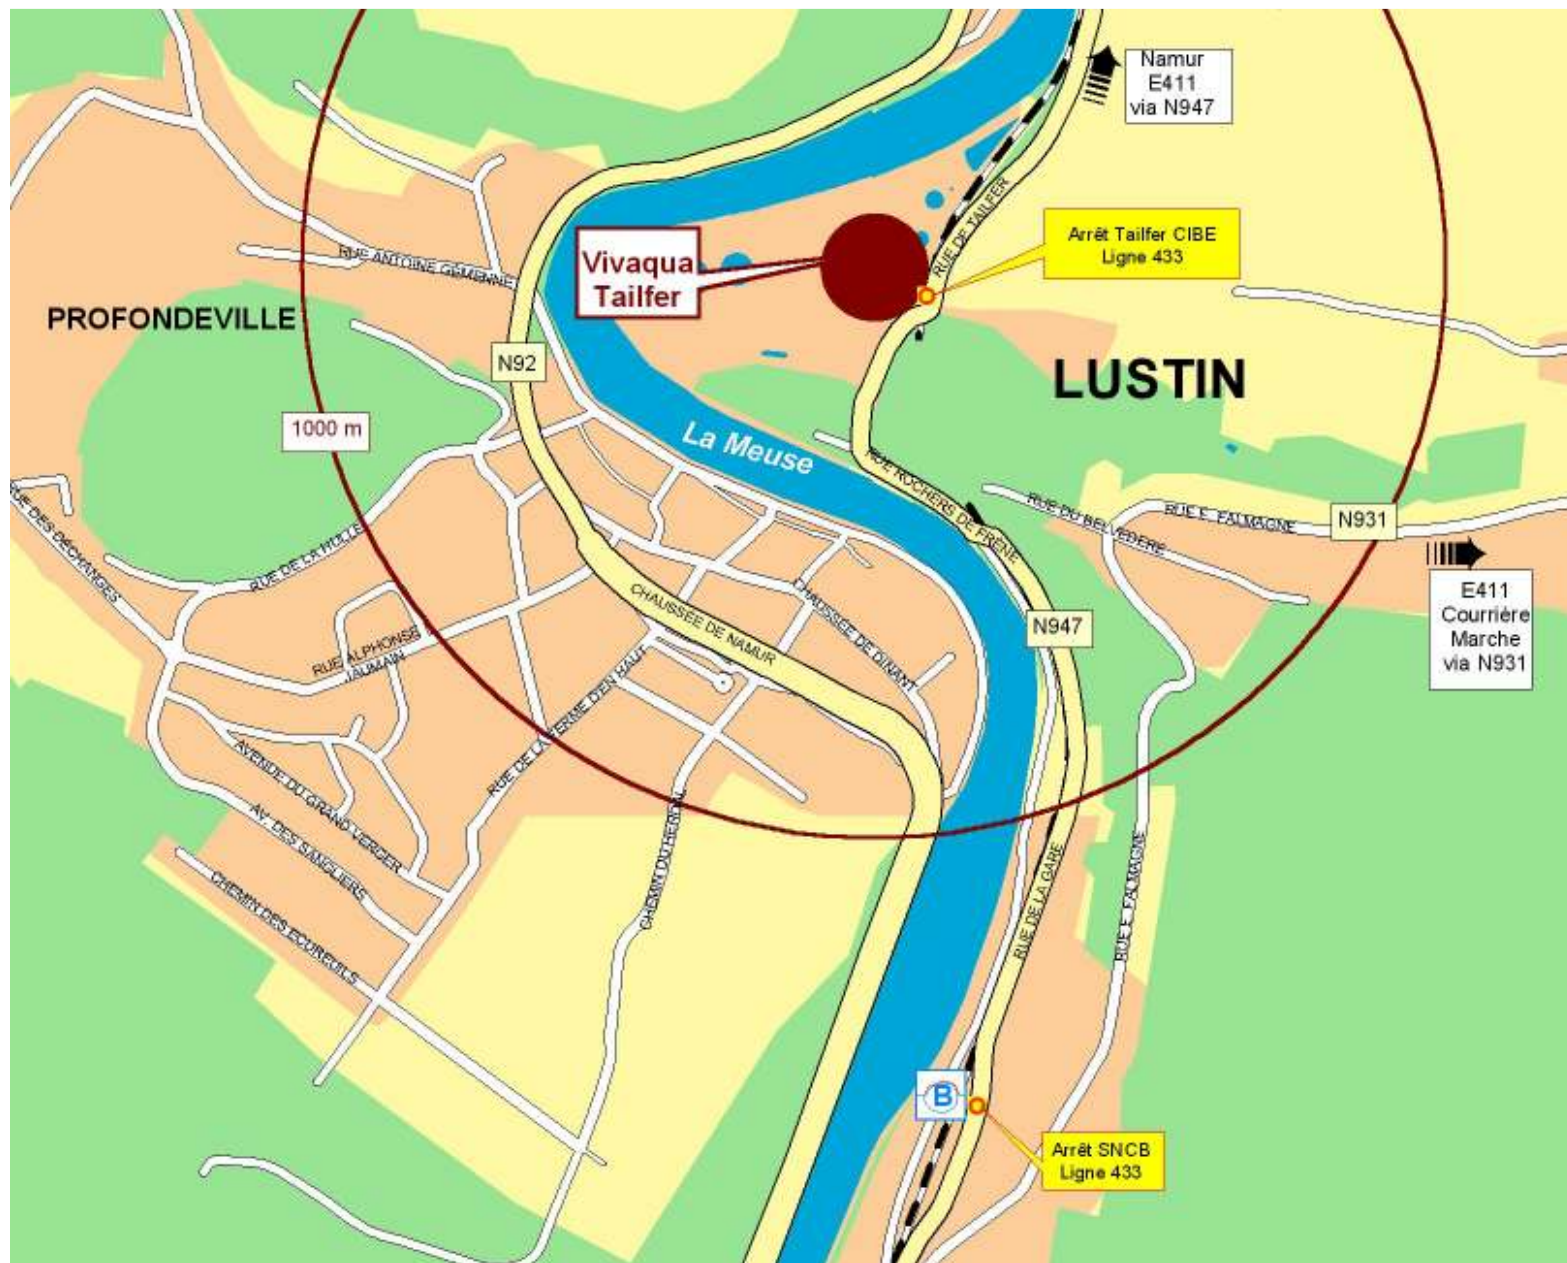 Namur
E411
via N947
RUE DE TAILFER
Arrêt Tailfer CIBE
Ligne 433
Vivaqua
Tailfer
RUE ANTOINE GEMENNE
PROFONDEVILLE
N92
LUSTIN
1000 m
La Meuse
RUE ROCHERS DE FRÊNE
RUE DU BELVEDERE
RUE E. FALMAGNE
N931
RUE DES DÉCHANGES
RUE DE LA HULLE
E411
Courrière
Marche
via N931
CHAUSSÉE DE NAMUR
CHAUSSÉE DE DINANT
N947
RUE ALPHONSE
JAUMAIN
RUE DE LA FERME D'EN HAUT
AVENDE DU GRAND VERGER
AV. DES SANGLIERS
CHEMIN DU HERDAL
CHEMIN DES ECUREUILS
RUE DE LA GARE
RUE E. FALMAGNE
B
Arrêt SNCB
Ligne 433